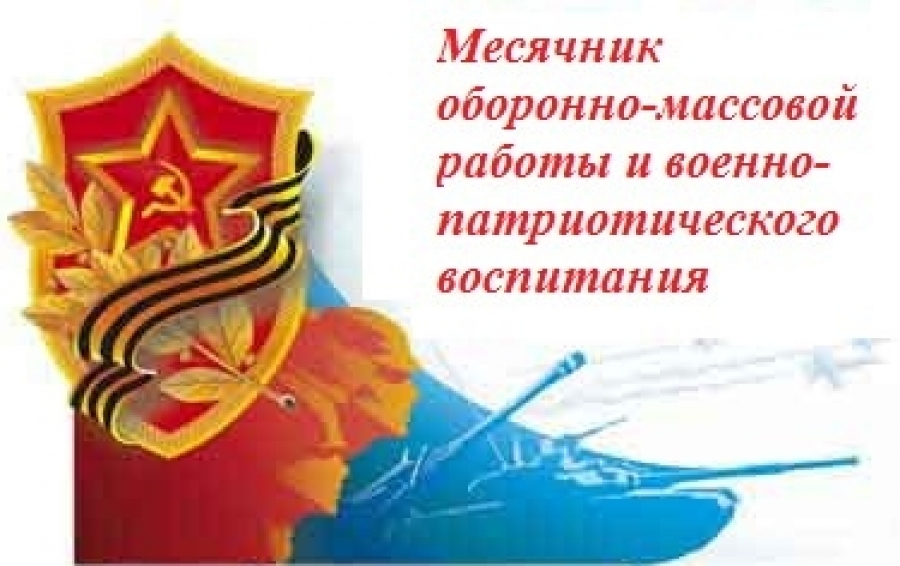 Месячник
оборонно-массовой
работы и военно-
патриотического
воспитания